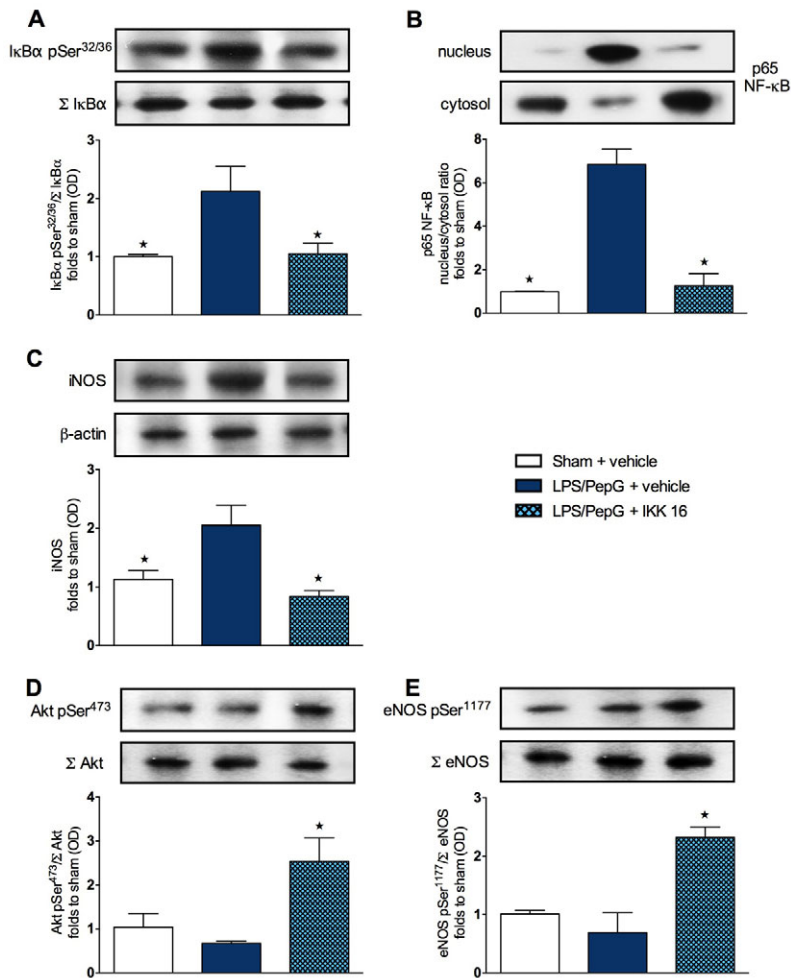 A
IκBα pSer32/36
Σ IκBα
IκBα pSer32/36/Σ IκBα
folds to sham (OD)
3
2
1
0
★
★
B
nucleus
cytosol
p65
NF-κB
p65 NF-κB
nucleus/cytosol ratio
folds to sham (OD)
8
6
4
2
0
★
★
C
iNOS
β-actin
iNOS
folds to sham (OD)
3
2
1
0
★
★
Sham + vehicle
LPS/PepG + vehicle
LPS/PepG + IKK 16
D
Akt pSer473
Σ Akt
Akt pSer473/Σ Akt
folds to sham (OD)
4
3
2
1
0
★
E
eNOS pSer1177
Σ eNOS
eNOS pSer1177/Σ eNOS
folds to sham (OD)
3
2
1
0
★